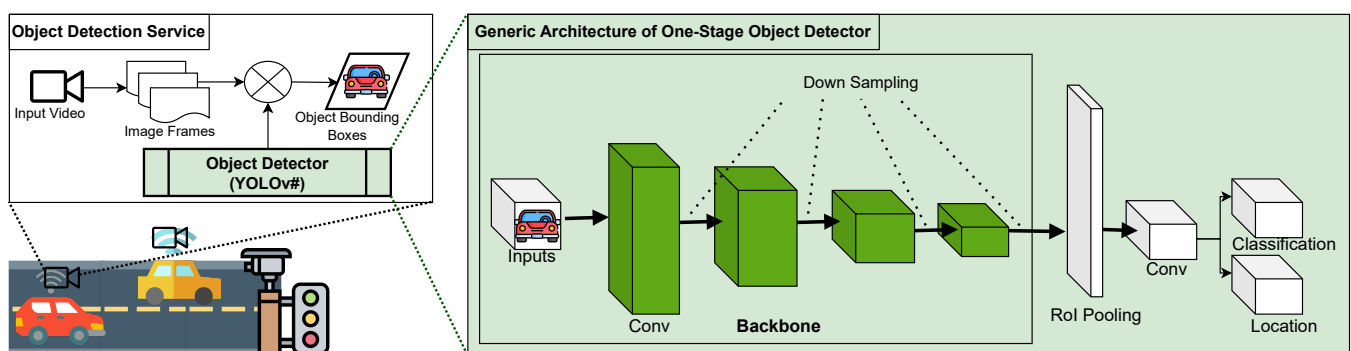 Object Detection Service
Input Video
Image Frames
Object Bounding
Boxes
Object Detector
(YOLOv#)
Generic Architecture of One-Stage Object Detector
Down Sampling
Inputs
Conv
Backbone
RoI Pooling
Conv
Classification
Location